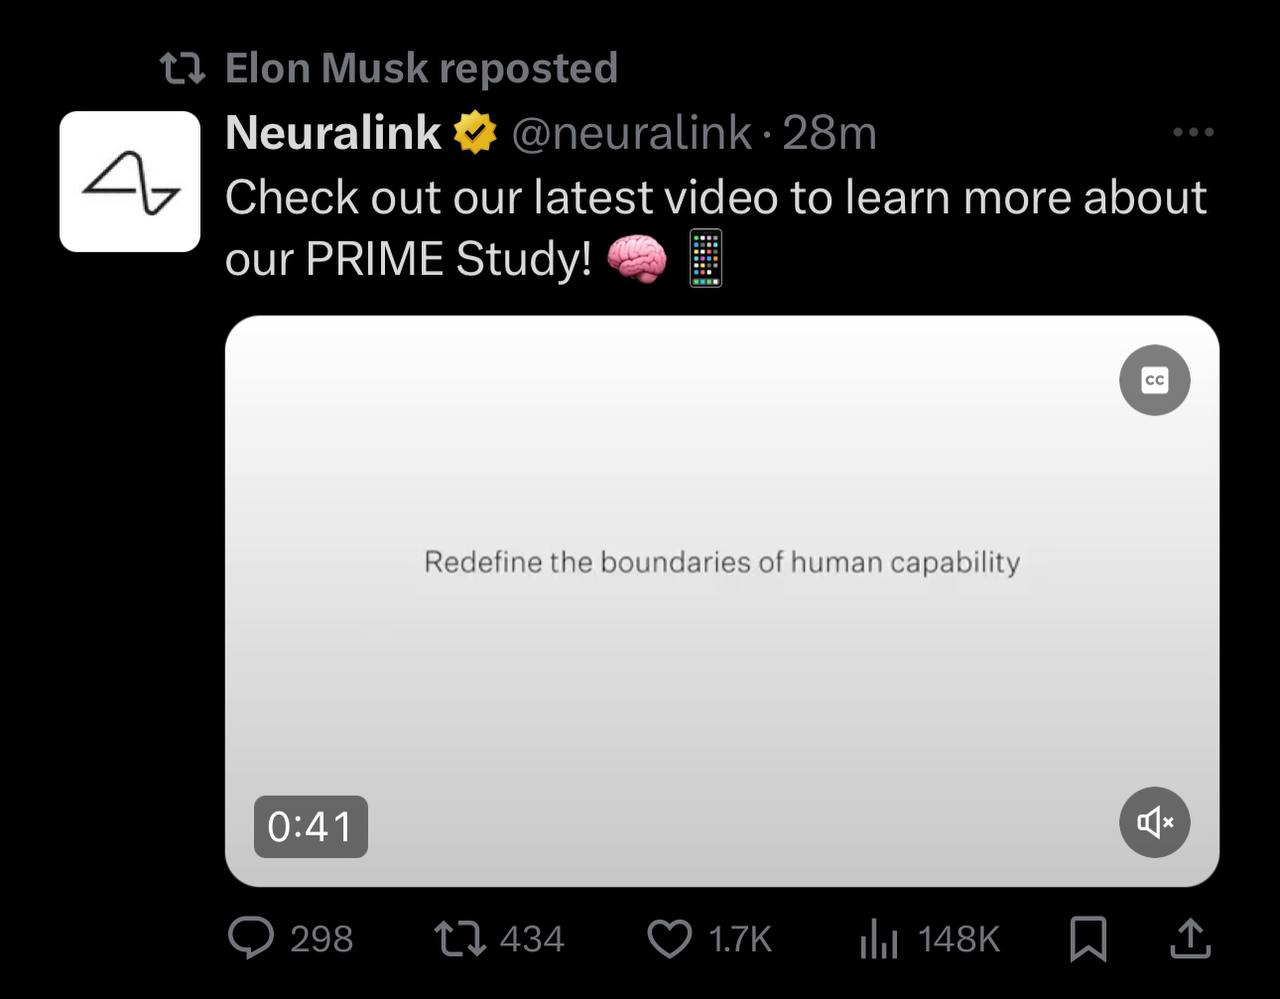 Elon Musk reposted
Neuralink @neuralink · 28m
Check out our latest video to learn more about
our PRIME Study! 🧠 📱
CC
Redefine the boundaries of human capability
0:41
298 434 1.7K 148K